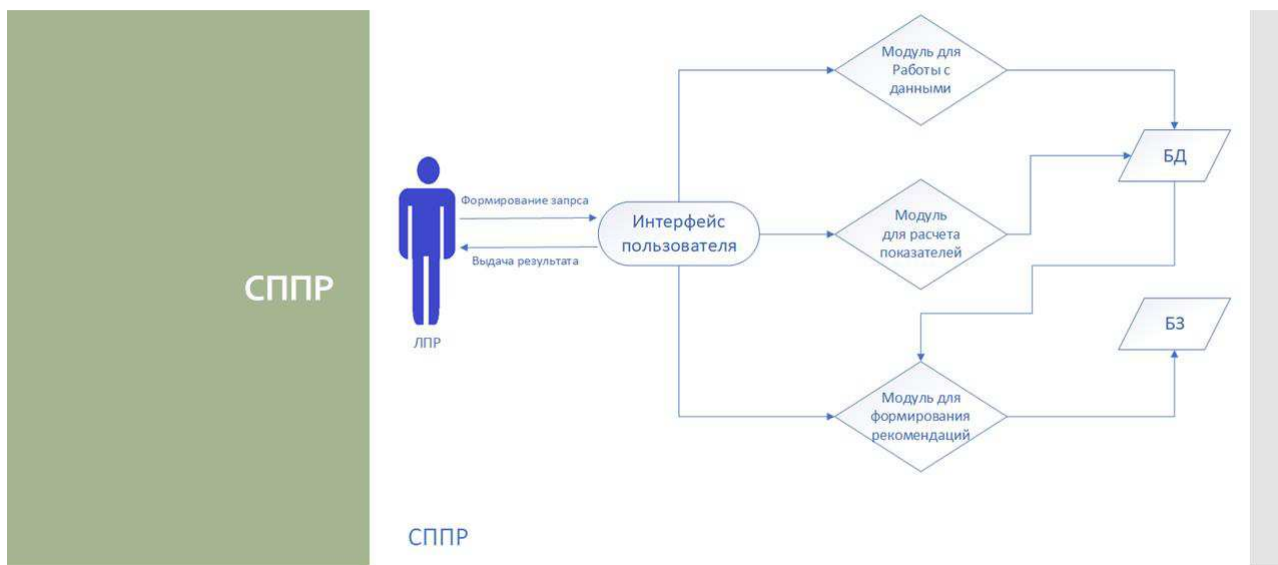 СППР
Модуль для
Работы с
данными
БД
Формирование запрса
Интерфейс
пользователя
Выдача результата
Модуль
для расчета
показателей
БЗ
ЛПР
Модуль для
формирования
рекомендаций
СППР